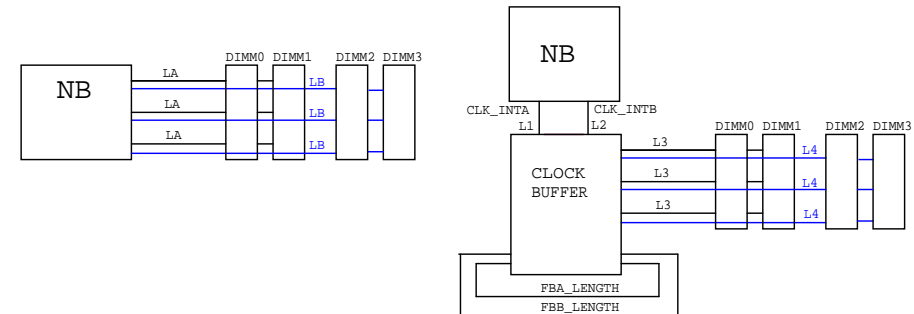 NB
DIMM0 DIMM1 DIMM2 DIMM3
NB
LA
LB
LA
LB
LA
LB
CLK_INTA CLK_INTB
L1 L2
DIMM0 DIMM1 DIMM2 DIMM3
L3
L4
CLOCK
BUFFER
L3
L4
L3
L4
FBA_LENGTH
FBB_LENGTH